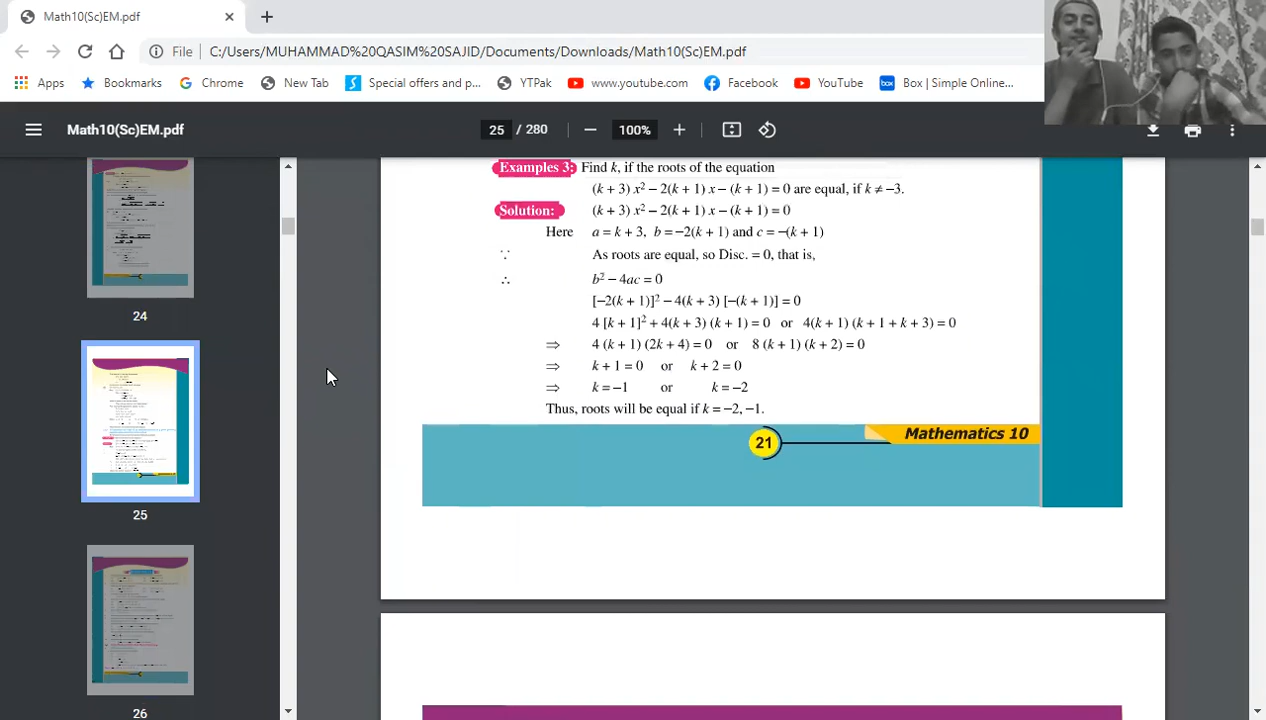 Math10(Sc)EM.pdf
File C:/Users/MUHAMMAD%20QASIM%20SAJID/Documents/Downloads/Math10(Sc)EM.pdf
Apps Bookmarks Chrome New Tab Special offers and p... YTPak www.youtube.com Facebook YouTube Box | Simple Online...
Math10(Sc)EM.pdf 25 / 280 100%
24
25
26
Examples 3: Find k, if the roots of the equation
(k + 3) x² – 2(k + 1) x – (k + 1) = 0 are equal, if k ≠ –3.
Solution: (k + 3) x² – 2(k + 1) x – (k + 1) = 0
Here a = k + 3, b = –2(k + 1) and c = –(k + 1)
∵ As roots are equal, so Disc. = 0, that is,
∴ b² – 4ac = 0
[–2(k + 1)]² – 4(k + 3) [–(k + 1)] = 0
4 [k + 1]² + 4(k + 3) (k + 1) = 0 or 4(k + 1) (k + 1 + k + 3) = 0
⇒ 4 (k + 1) (2k + 4) = 0 or 8 (k + 1) (k + 2) = 0
⇒ k + 1 = 0 or k + 2 = 0
⇒ k = –1 or k = –2
Thus, roots will be equal if k = –2, –1.
21 Mathematics 10